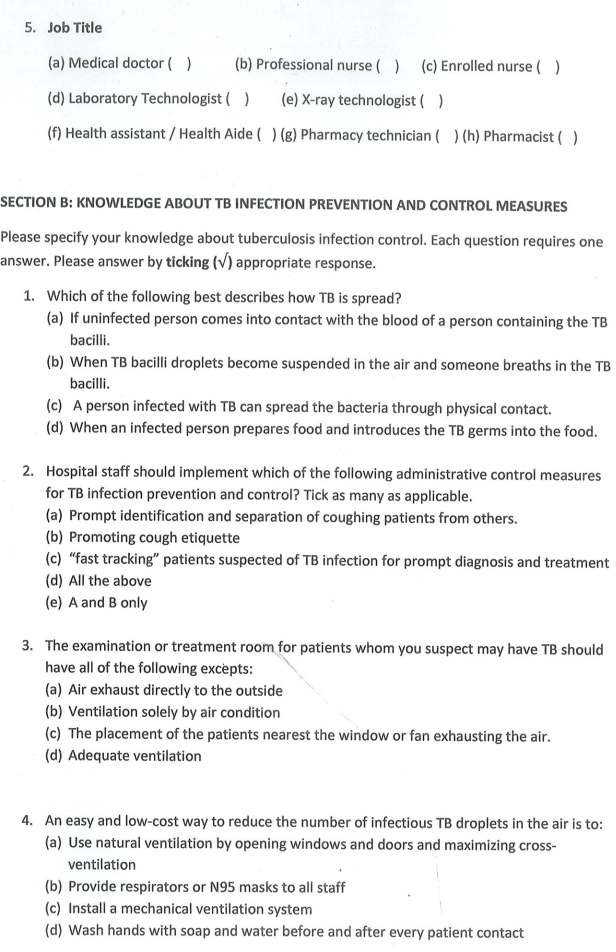 5. Job Title
(a) Medical doctor ( ) (b) Professional nurse ( ) (c) Enrolled nurse ( )
(d) Laboratory Technologist ( ) (e) X-ray technologist ( )
(f) Health assistant / Health Aide ( ) (g) Pharmacy technician ( ) (h) Pharmacist ( )
SECTION B: KNOWLEDGE ABOUT TB INFECTION PREVENTION AND CONTROL MEASURES
Please specify your knowledge about tuberculosis infection control. Each question requires one
answer. Please answer by ticking (√) appropriate response.
1. Which of the following best describes how TB is spread?
(a) If uninfected person comes into contact with the blood of a person containing the TB
bacilli.
(b) When TB bacilli droplets become suspended in the air and someone breaths in the TB
bacilli.
(c) A person infected with TB can spread the bacteria through physical contact.
(d) When an infected person prepares food and introduces the TB germs into the food.
2. Hospital staff should implement which of the following administrative control measures
for TB infection prevention and control? Tick as many as applicable.
(a) Prompt identification and separation of coughing patients from others.
(b) Promoting cough etiquette
(c) “fast tracking” patients suspected of TB infection for prompt diagnosis and treatment
(d) All the above
(e) A and B only
3. The examination or treatment room for patients whom you suspect may have TB should
have all of the following excepts:
(a) Air exhaust directly to the outside
(b) Ventilation solely by air condition
(c) The placement of the patients nearest the window or fan exhausting the air.
(d) Adequate ventilation
4. An easy and low-cost way to reduce the number of infectious TB droplets in the air is to:
(a) Use natural ventilation by opening windows and doors and maximizing cross-
ventilation
(b) Provide respirators or N95 masks to all staff
(c) Install a mechanical ventilation system
(d) Wash hands with soap and water before and after every patient contact